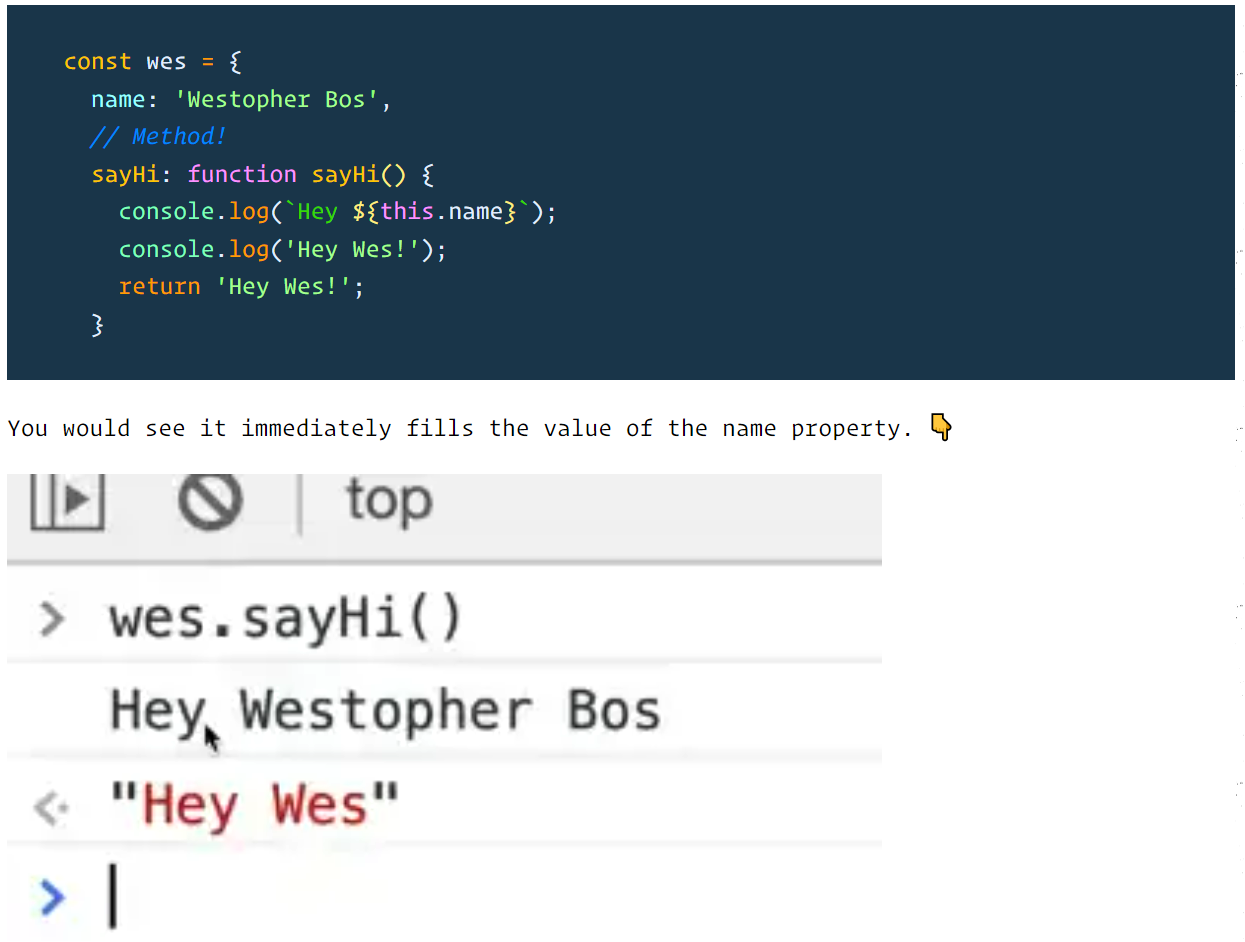 const wes = {
  name: 'Westopher Bos',
  // Method!
  sayHi: function sayHi() {
    console.log(`Hey ${this.name}`);
    console.log('Hey Wes!');
    return 'Hey Wes!';
  }
You would see it immediately fills the value of the name property. 👇
top
> wes.sayHi()
Hey Westopher Bos
"Hey Wes"
>